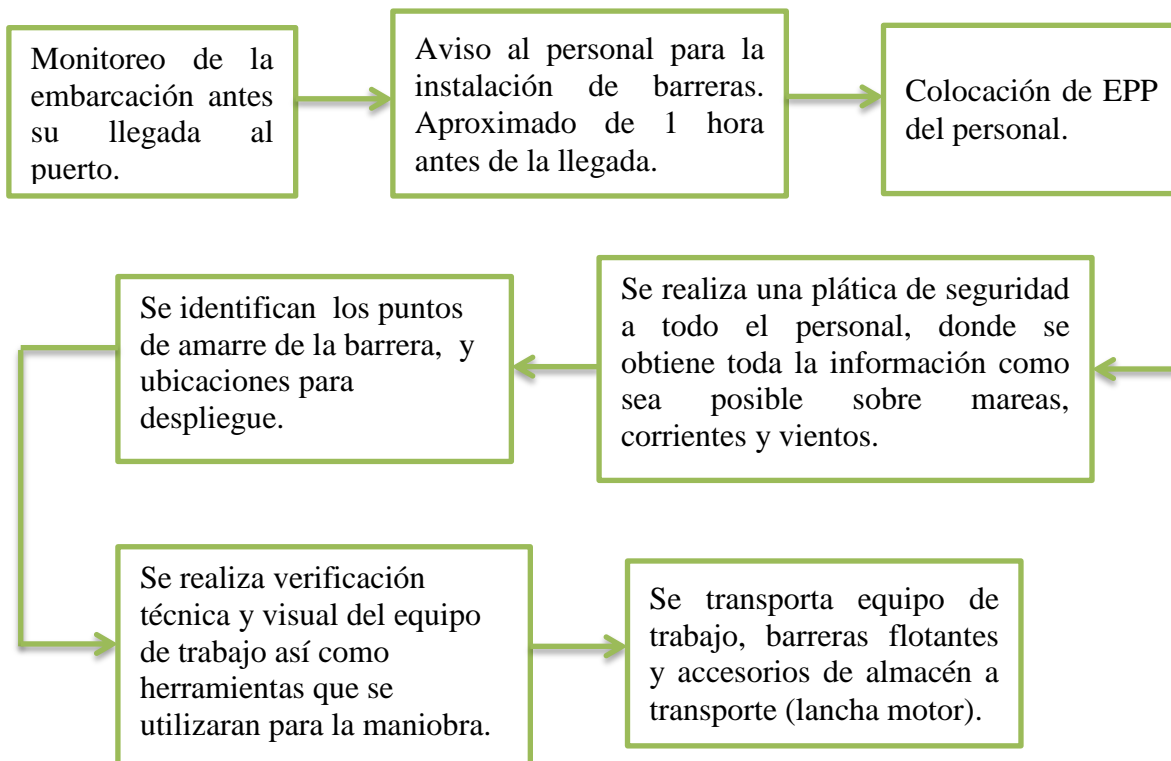 Monitoreo de la
embarcación antes
su llegada al
puerto.
Aviso al personal para la
instalación de barreras.
Aproximado de 1 hora
antes de la llegada.
Colocación de EPP
del personal.
Se realiza una plática de seguridad
a todo el personal, donde se
obtiene toda la información como
sea posible sobre mareas,
corrientes y vientos.
Se identifican los puntos
de amarre de la barrera, y
ubicaciones para
despliegue.
Se realiza verificación
técnica y visual del equipo
de trabajo así como
herramientas que se
utilizaran para la maniobra.
Se transporta equipo de
trabajo, barreras flotantes
y accesorios de almacén a
transporte (lancha motor).